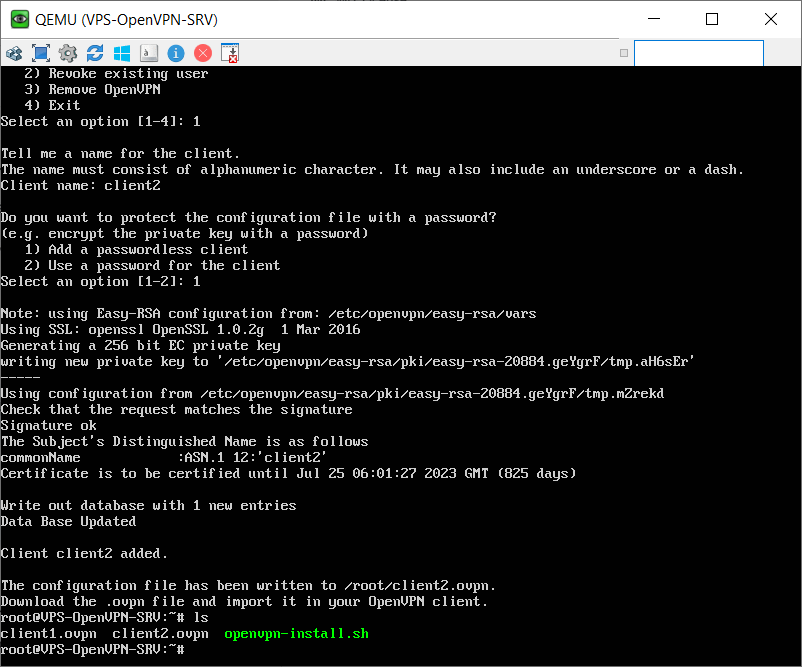 QEMU (VPS-OpenVPN-SRV)
2) Revoke existing user
3) Remove OpenVPN
4) Exit
Select an option [1-4]: 1
Tell me a name for the client.
The name must consist of alphanumeric character. It may also include an underscore or a dash.
Client name: client2
Do you want to protect the configuration file with a password?
(e.g. encrypt the private key with a password)
1) Add a passwordless client
2) Use a password for the client
Select an option [1-2]: 1
Note: using Easy-RSA configuration from: /etc/openvpn/easy-rsa/vars
Using SSL: openssl OpenSSL 1.0.2g  1 Mar 2016
Generating a 256 bit EC private key
writing new private key to '/etc/openvpn/easy-rsa/pki/easy-rsa-20884.geYgrF/tmp.aH6sEr'
-----
Using configuration from /etc/openvpn/easy-rsa/pki/easy-rsa-20884.geYgrF/tmp.m2rekd
Check that the request matches the signature
Signature ok
The Subject's Distinguished Name is as follows
commonName            :ASN.1 12:'client2'
Certificate is to be certified until Jul 25 06:01:27 2023 GMT (825 days)
Write out database with 1 new entries
Data Base Updated
Client client2 added.
The configuration file has been written to /root/client2.ovpn.
Download the .ovpn file and import it in your OpenVPN client.
root@VPS-OpenVPN-SRV:~# ls
client1.ovpn  client2.ovpn  openvpn-install.sh
root@VPS-OpenVPN-SRV:~#